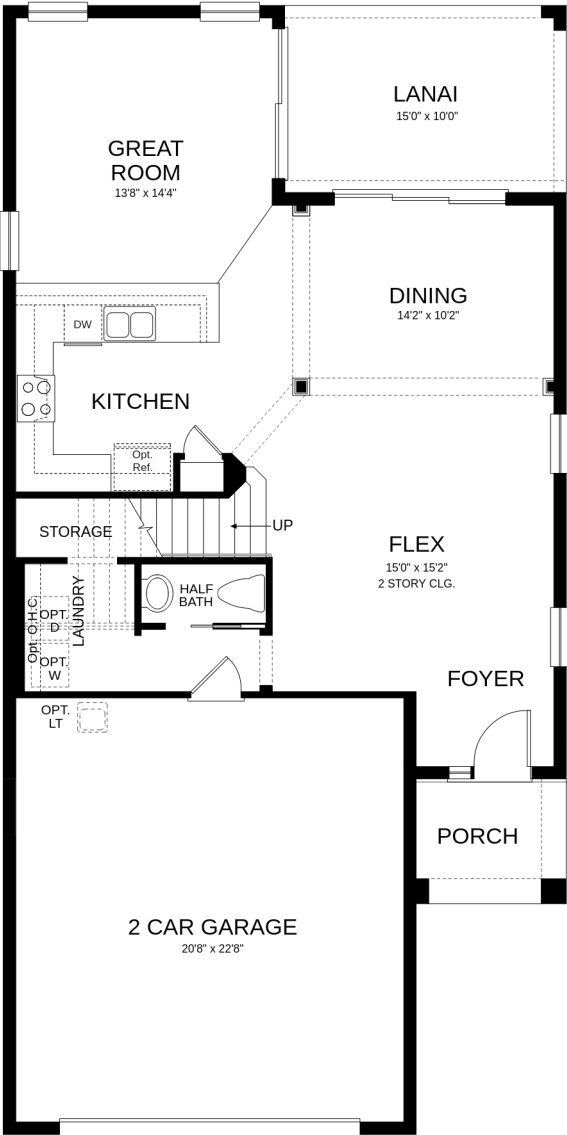 LANAI
15'0" x 10'0"
GREAT
ROOM
13'8" x 14'4"
DINING
14'2" x 10'2"
DW
KITCHEN
Opt.
Ref.
UP
STORAGE
FLEX
15'0" x 15'2"
2 STORY CLG.
HALF
BATH
LAUNDRY
Opt. O.H.C.
OPT.
D
OPT.
W
FOYER
OPT.
LT
PORCH
2 CAR GARAGE
20'8" x 22'8"